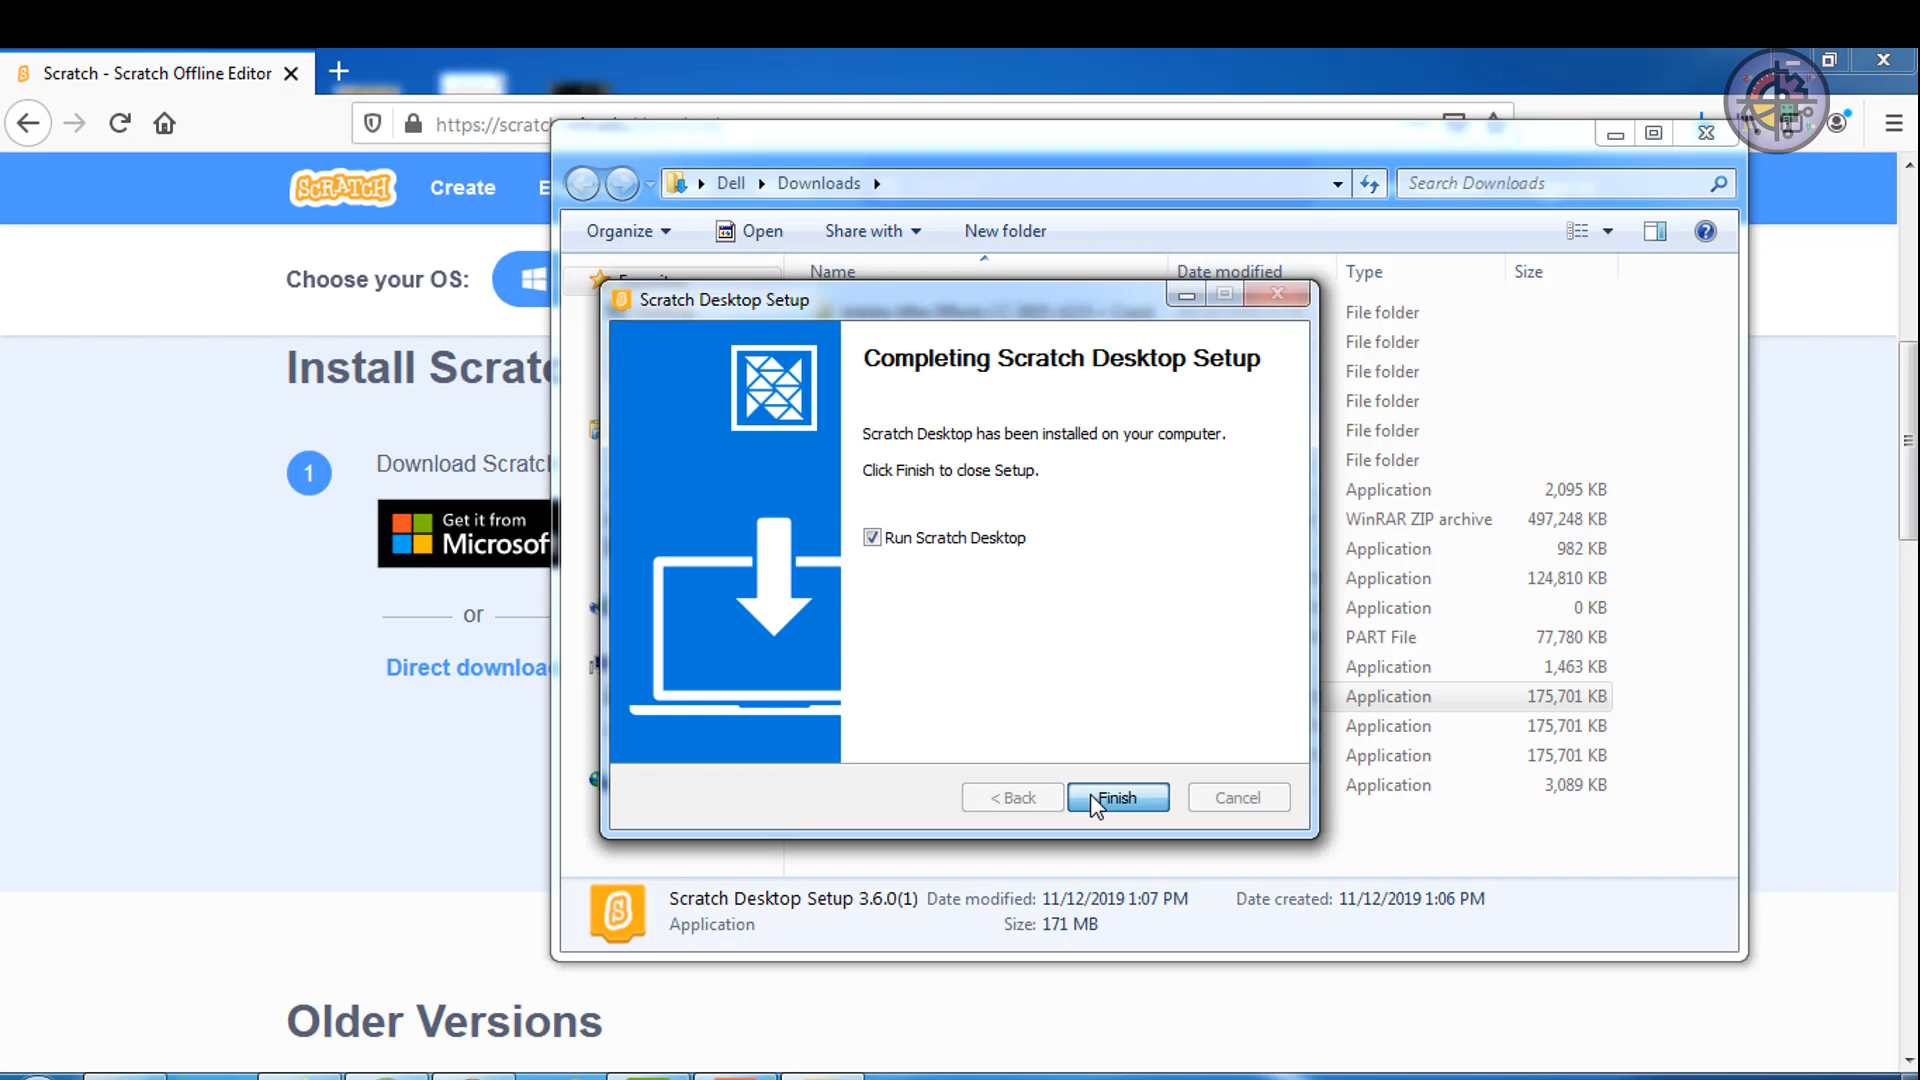 Scratch - Scratch Offline Editor
https://scratc
SCRATCH
Create
E
Choose your OS:
Install Scratc
1
Download Scratch
Get it from
Microsof
or
Direct downloa
Older Versions
Dell
Downloads
Search Downloads
Organize
Open
Share with
New folder
Name
Date modified
Type
Size
File folder
File folder
File folder
File folder
File folder
File folder
Application 2,095 KB
WinRAR ZIP archive 497,248 KB
Application 982 KB
Application 124,810 KB
Application 0 KB
PART File 77,780 KB
Application 1,463 KB
Application 175,701 KB
Application 175,701 KB
Application 175,701 KB
Application 3,089 KB
Scratch Desktop Setup
Completing Scratch Desktop Setup
Scratch Desktop has been installed on your computer.
Click Finish to close Setup.
Run Scratch Desktop
< Back
Finish
Cancel
Scratch Desktop Setup 3.6.0(1) Date modified: 11/12/2019 1:07 PM Date created: 11/12/2019 1:06 PM
Application Size: 171 MB